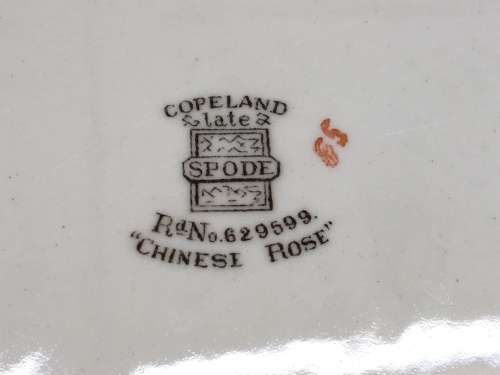 COPELAND
late
SPODE
RdNo.629599.
"CHINESE ROSE"